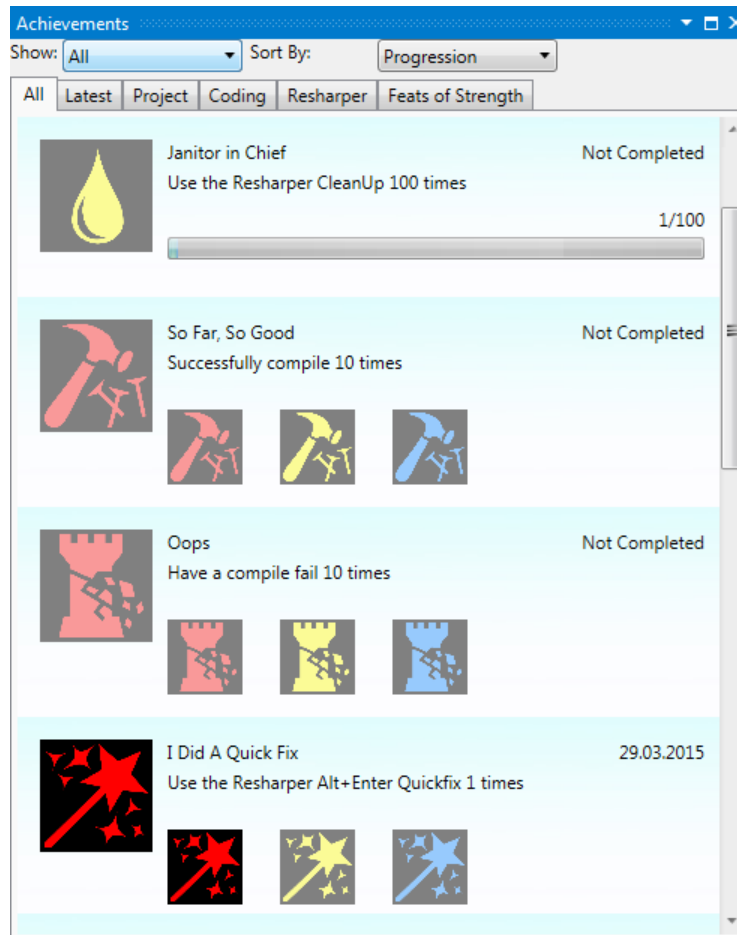 Achievements
Show: All Sort By: Progression
All Latest Project Coding Resharper Feats of Strength
Janitor in Chief Not Completed
Use the Resharper CleanUp 100 times
1/100
So Far, So Good Not Completed
Successfully compile 10 times
Oops Not Completed
Have a compile fail 10 times
I Did A Quick Fix 29.03.2015
Use the Resharper Alt+Enter Quickfix 1 times